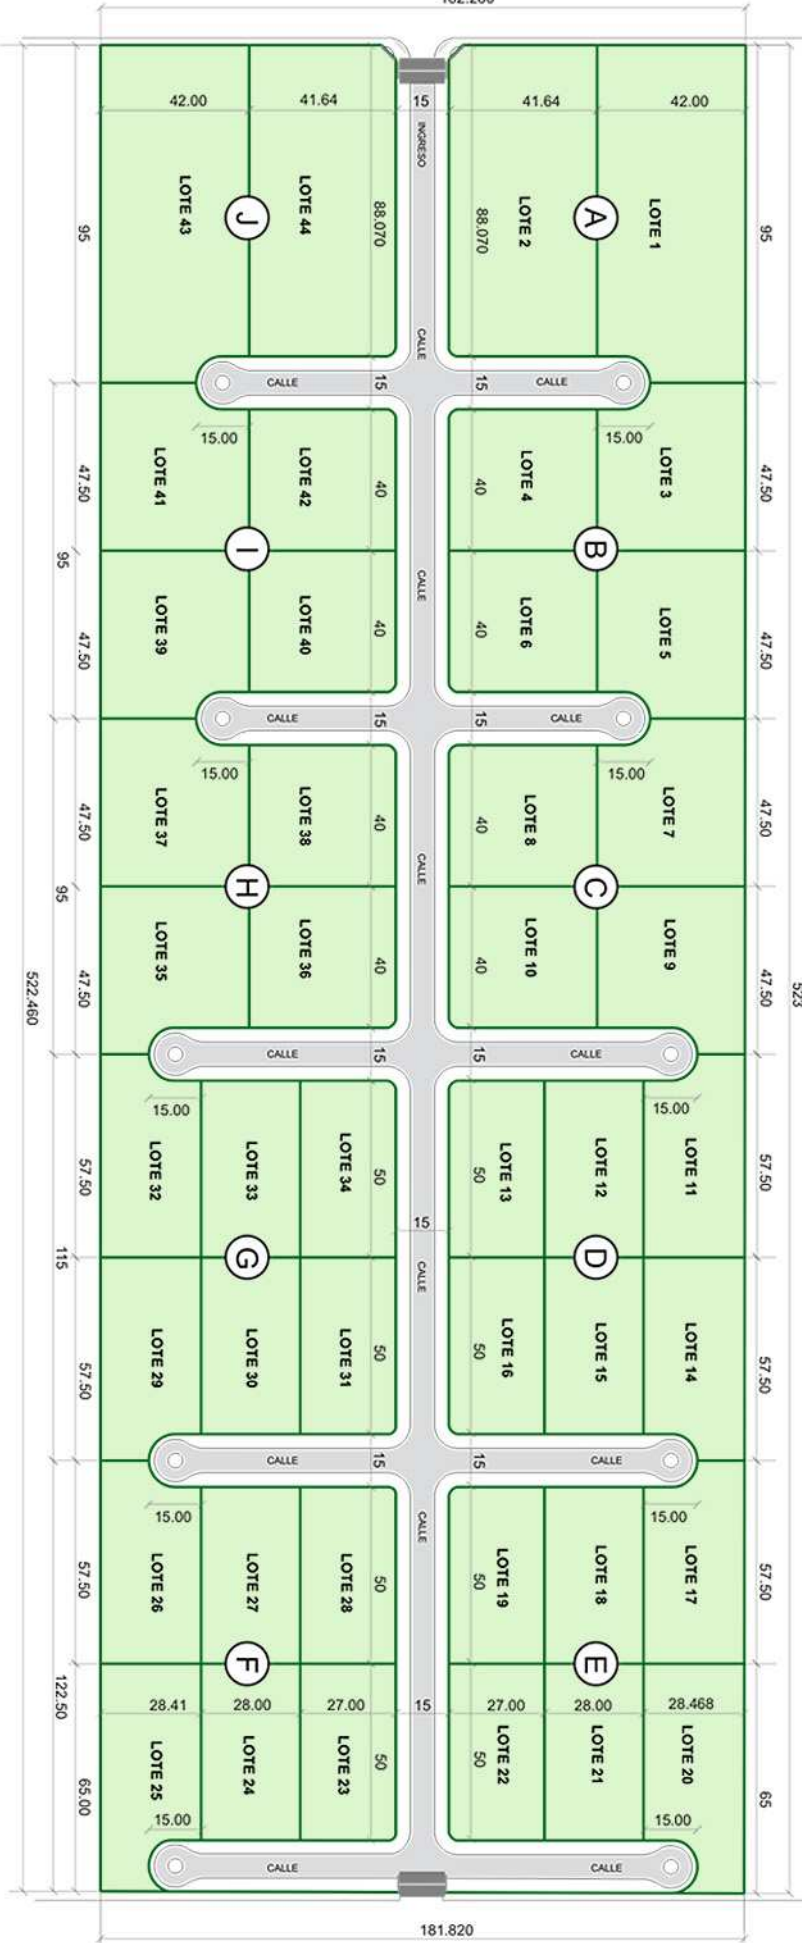 42.00
41.64
15
41.64
42.00
INGRESO
95
LOTE 43
J
LOTE 44
88.070
88.070
LOTE 2
A
LOTE 1
95
CALLE
CALLE
15
15
CALLE
15.00
15.00
47.50
LOTE 41
LOTE 42
40
40
LOTE 4
LOTE 3
47.50
95
I
CALLE
B
47.50
LOTE 39
LOTE 40
40
40
LOTE 6
LOTE 5
47.50
CALLE
15
15
CALLE
15.00
15.00
47.50
LOTE 37
LOTE 38
40
40
LOTE 8
LOTE 7
47.50
95
H
CALLE
C
522.460
47.50
LOTE 35
LOTE 36
40
40
LOTE 10
LOTE 9
47.50
523
CALLE
15
15
CALLE
15.00
15.00
57.50
LOTE 32
LOTE 33
LOTE 34
50
50
LOTE 13
LOTE 12
LOTE 11
57.50
15
115
G
CALLE
D
57.50
LOTE 29
LOTE 30
LOTE 31
50
50
LOTE 16
LOTE 15
LOTE 14
57.50
CALLE
15
15
CALLE
15.00
15.00
CALLE
57.50
LOTE 26
LOTE 27
LOTE 28
50
50
LOTE 19
LOTE 18
LOTE 17
57.50
122.50
F
E
28.41
28.00
27.00
15
27.00
28.00
28.468
65.00
LOTE 25
LOTE 24
LOTE 23
50
50
LOTE 22
LOTE 21
LOTE 20
65
15.00
15.00
CALLE
CALLE
181.820